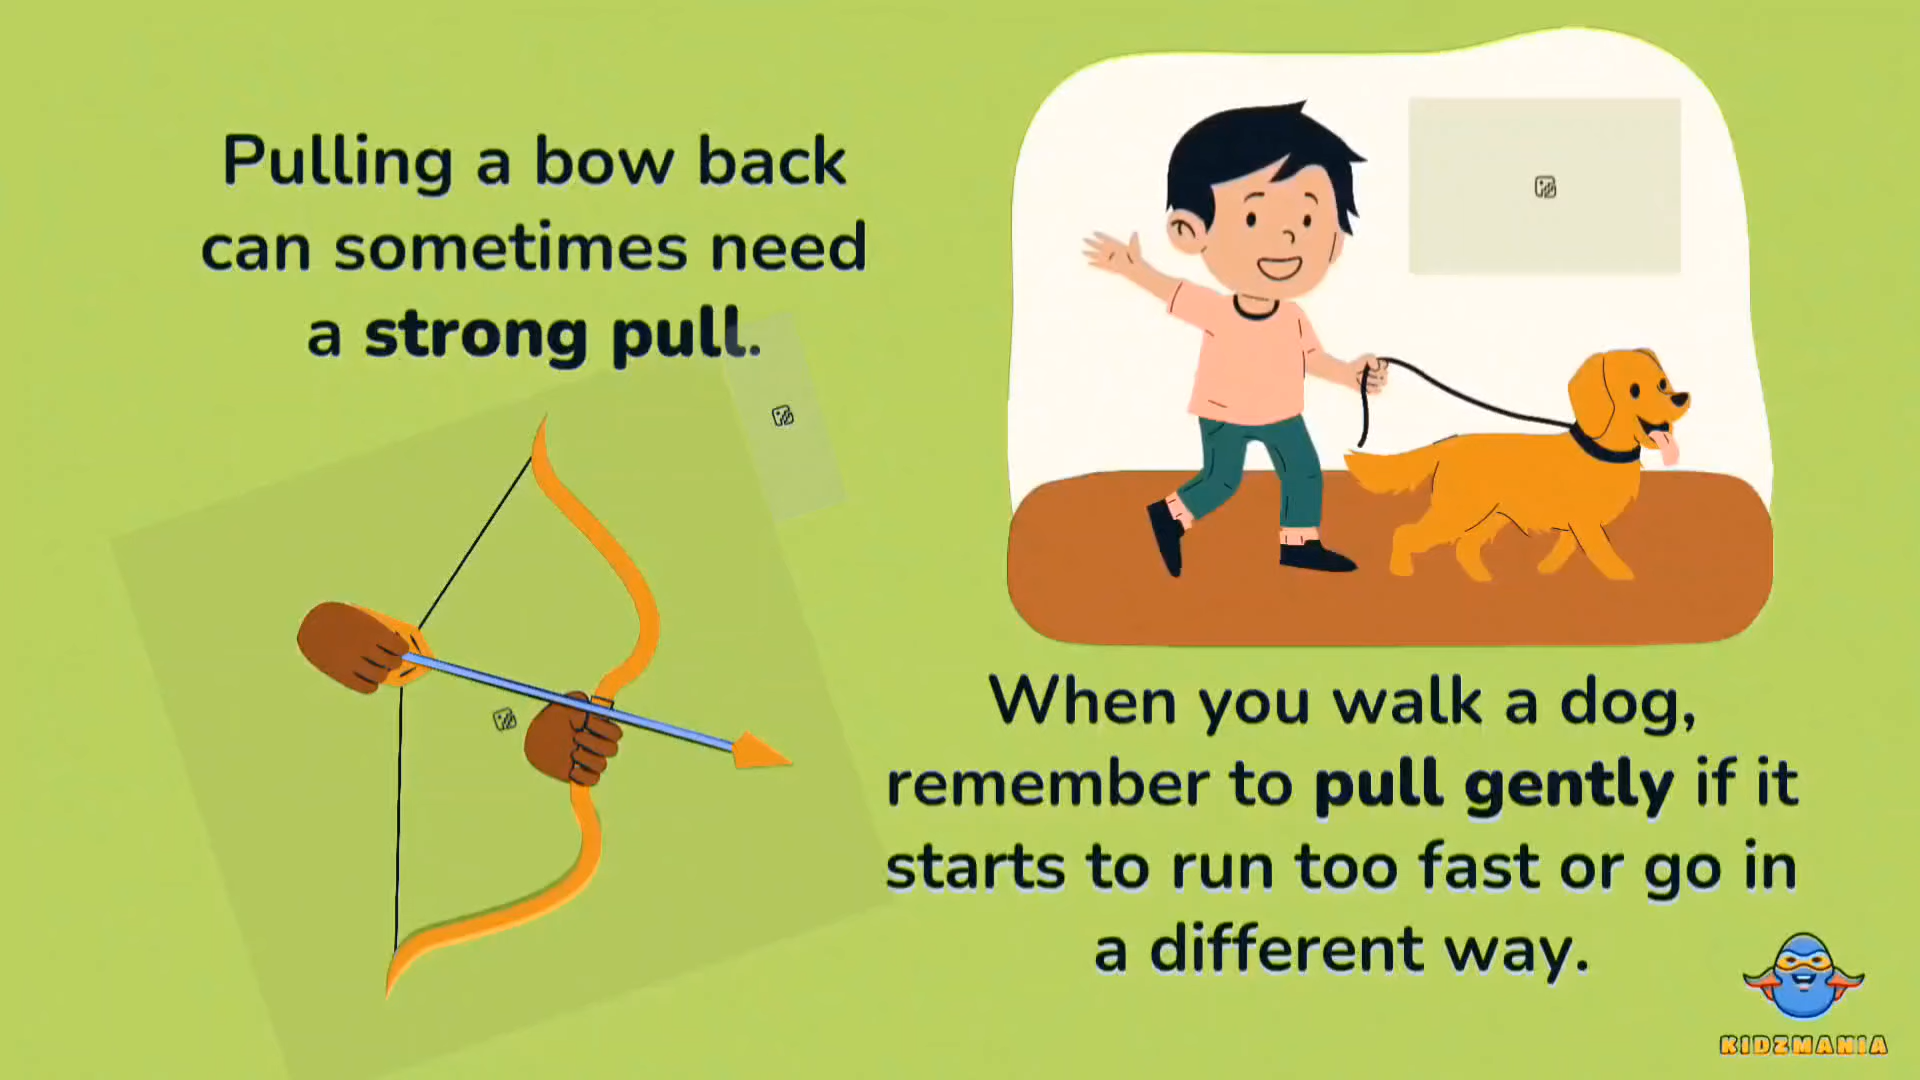 Pulling a bow back
can sometimes need
a strong pull.
When you walk a dog,
remember to pull gently if it
starts to run too fast or go in
a different way.
KIDZMANIA